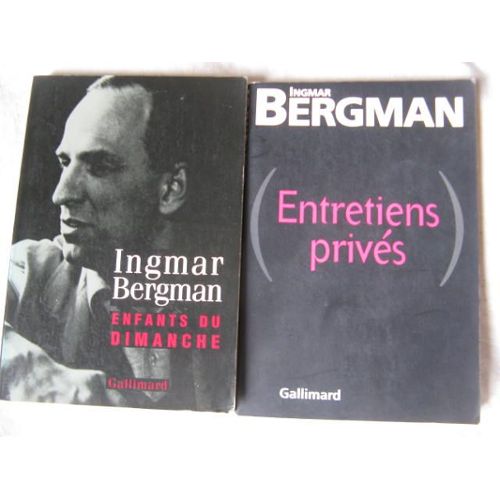 Ingmar
Bergman
ENFANTS DU
DIMANCHE
Gallimard
INGMAR
BERGMAN
(Entretiens
privés)
Gallimard